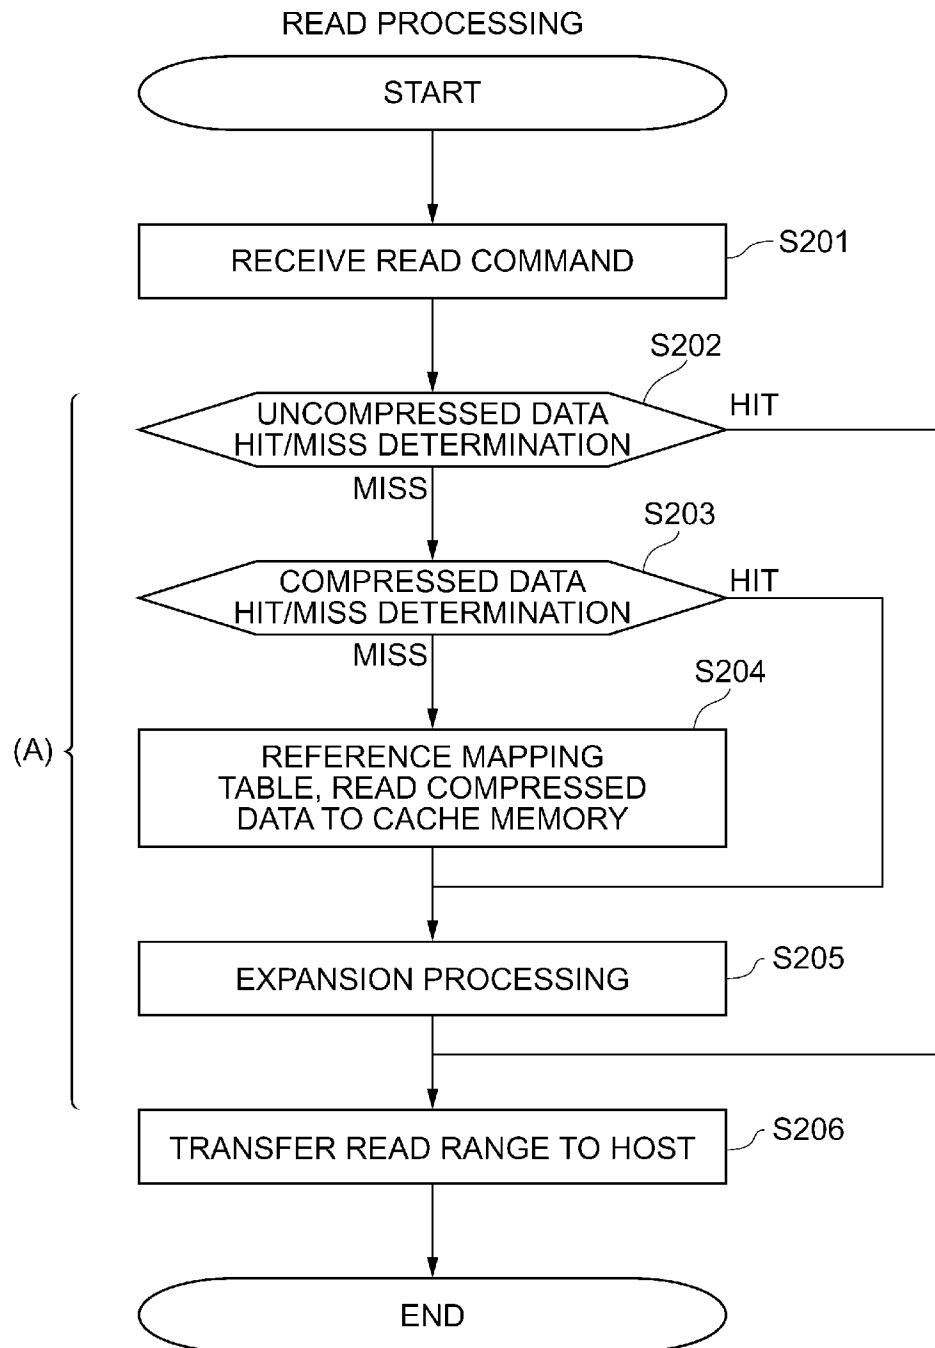 READ PROCESSING
START
RECEIVE READ COMMAND
S201
S202
UNCOMPRESSED DATA
HIT/MISS DETERMINATION
HIT
MISS
S203
COMPRESSED DATA
HIT/MISS DETERMINATION
HIT
MISS
S204
(A)
REFERENCE MAPPING
TABLE, READ COMPRESSED
DATA TO CACHE MEMORY
EXPANSION PROCESSING
S205
TRANSFER READ RANGE TO HOST
S206
END